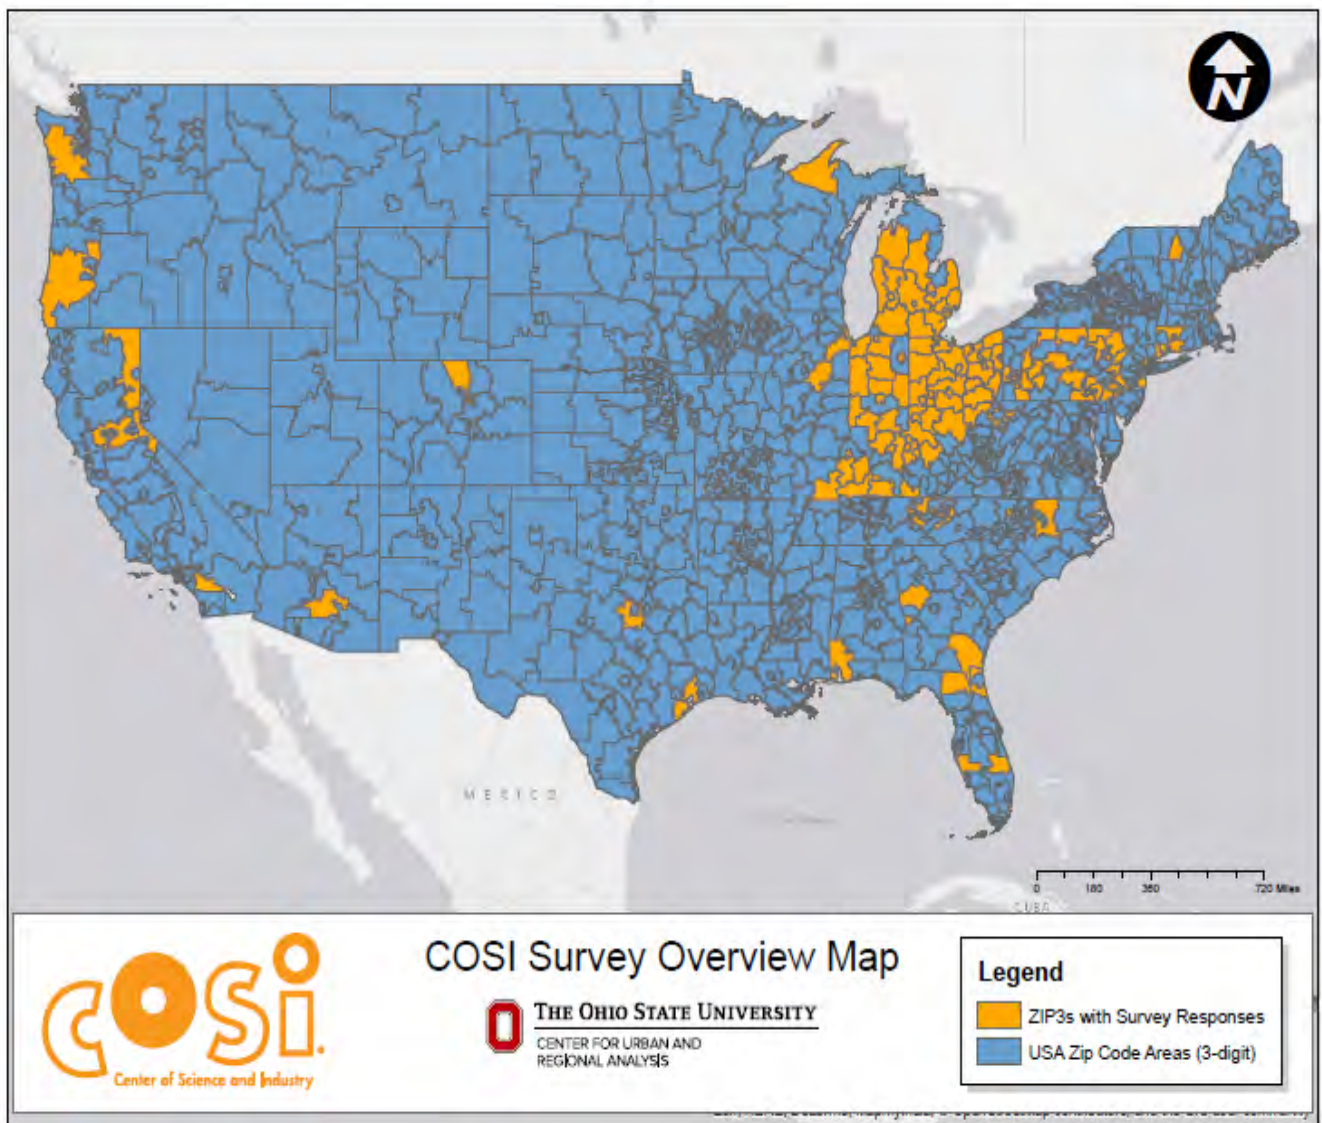 N
MEXICO
0 180 360 720 Miles
CUBA
COSI
Center of Science and Industry
COSI Survey Overview Map
THE OHIO STATE UNIVERSITY
CENTER FOR URBAN AND
REGIONAL ANALYSIS
Legend
ZIP3s with Survey Responses
USA Zip Code Areas (3-digit)